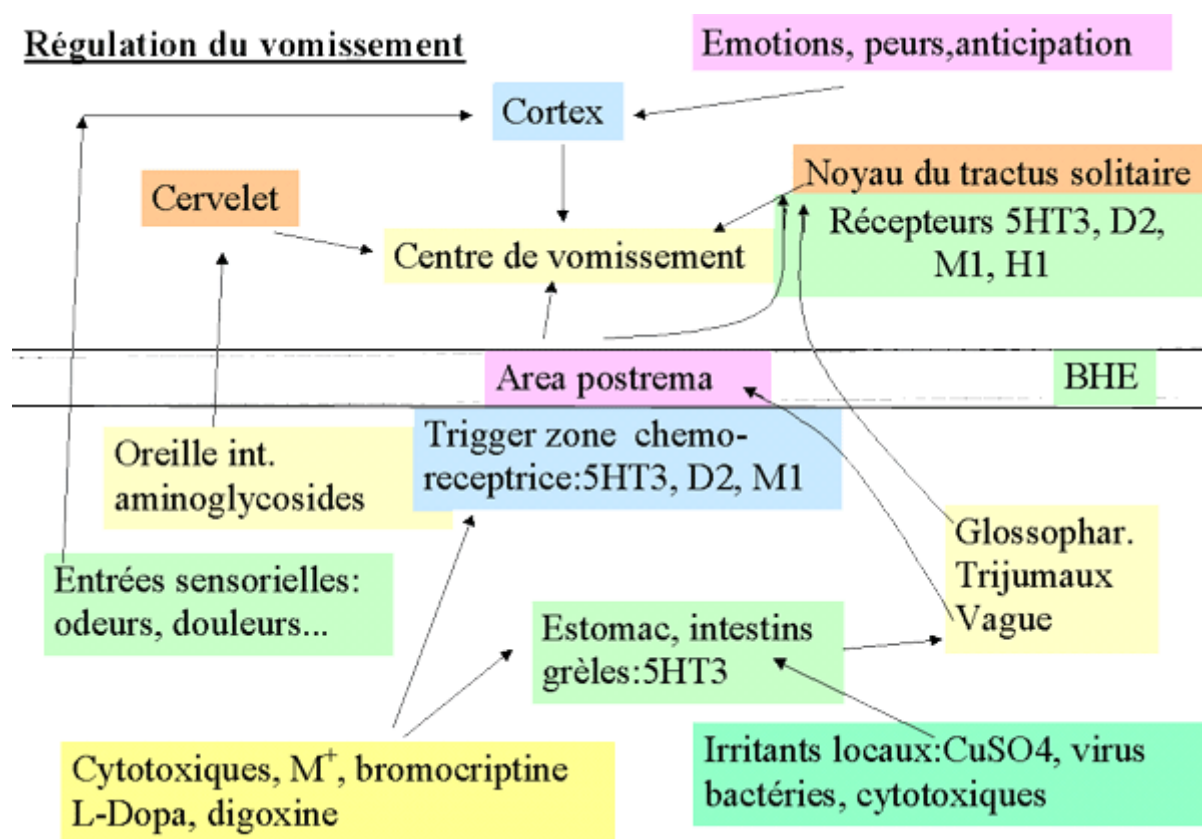 Régulation du vomissement
Emotions, peurs,anticipation
Cortex
Cervelet
Noyau du tractus solitaire
Récepteurs 5HT3, D2,
M1, H1
Centre de vomissement
Area postrema
BHE
Trigger zone chemo-
receptrice:5HT3, D2, M1
Oreille int.
aminoglycosides
Glossophar.
Trijumaux
Vague
Entrées sensorielles:
odeurs, douleurs...
Estomac, intestins
grèles:5HT3
Cytotoxiques, M⁺, bromocriptine
L-Dopa, digoxine
Irritants locaux:CuSO4, virus
bactéries, cytotoxiques